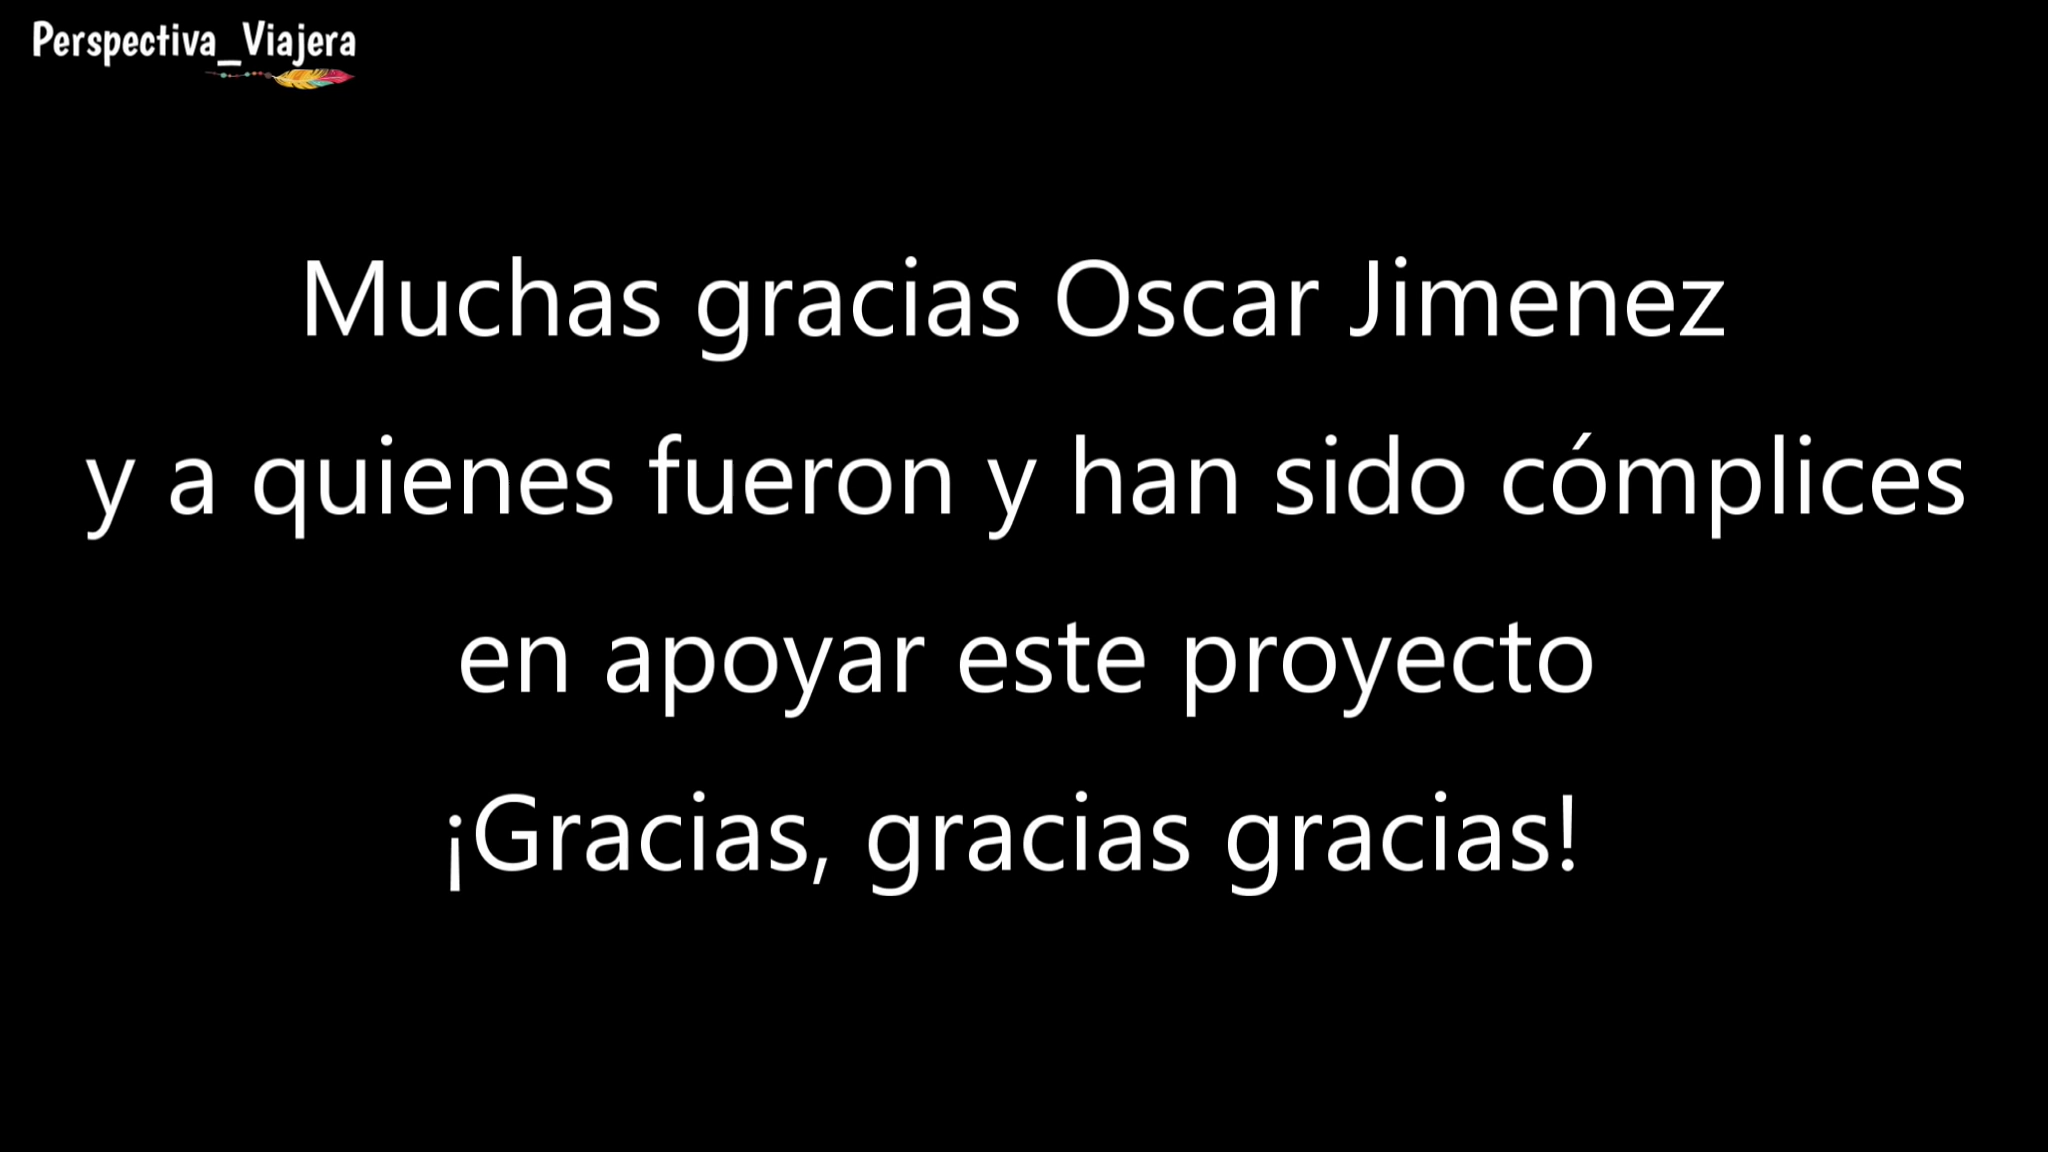 Perspectiva_Viajera
Muchas gracias Oscar Jimenez
y a quienes fueron y han sido cómplices
en apoyar este proyecto
¡Gracias, gracias gracias!